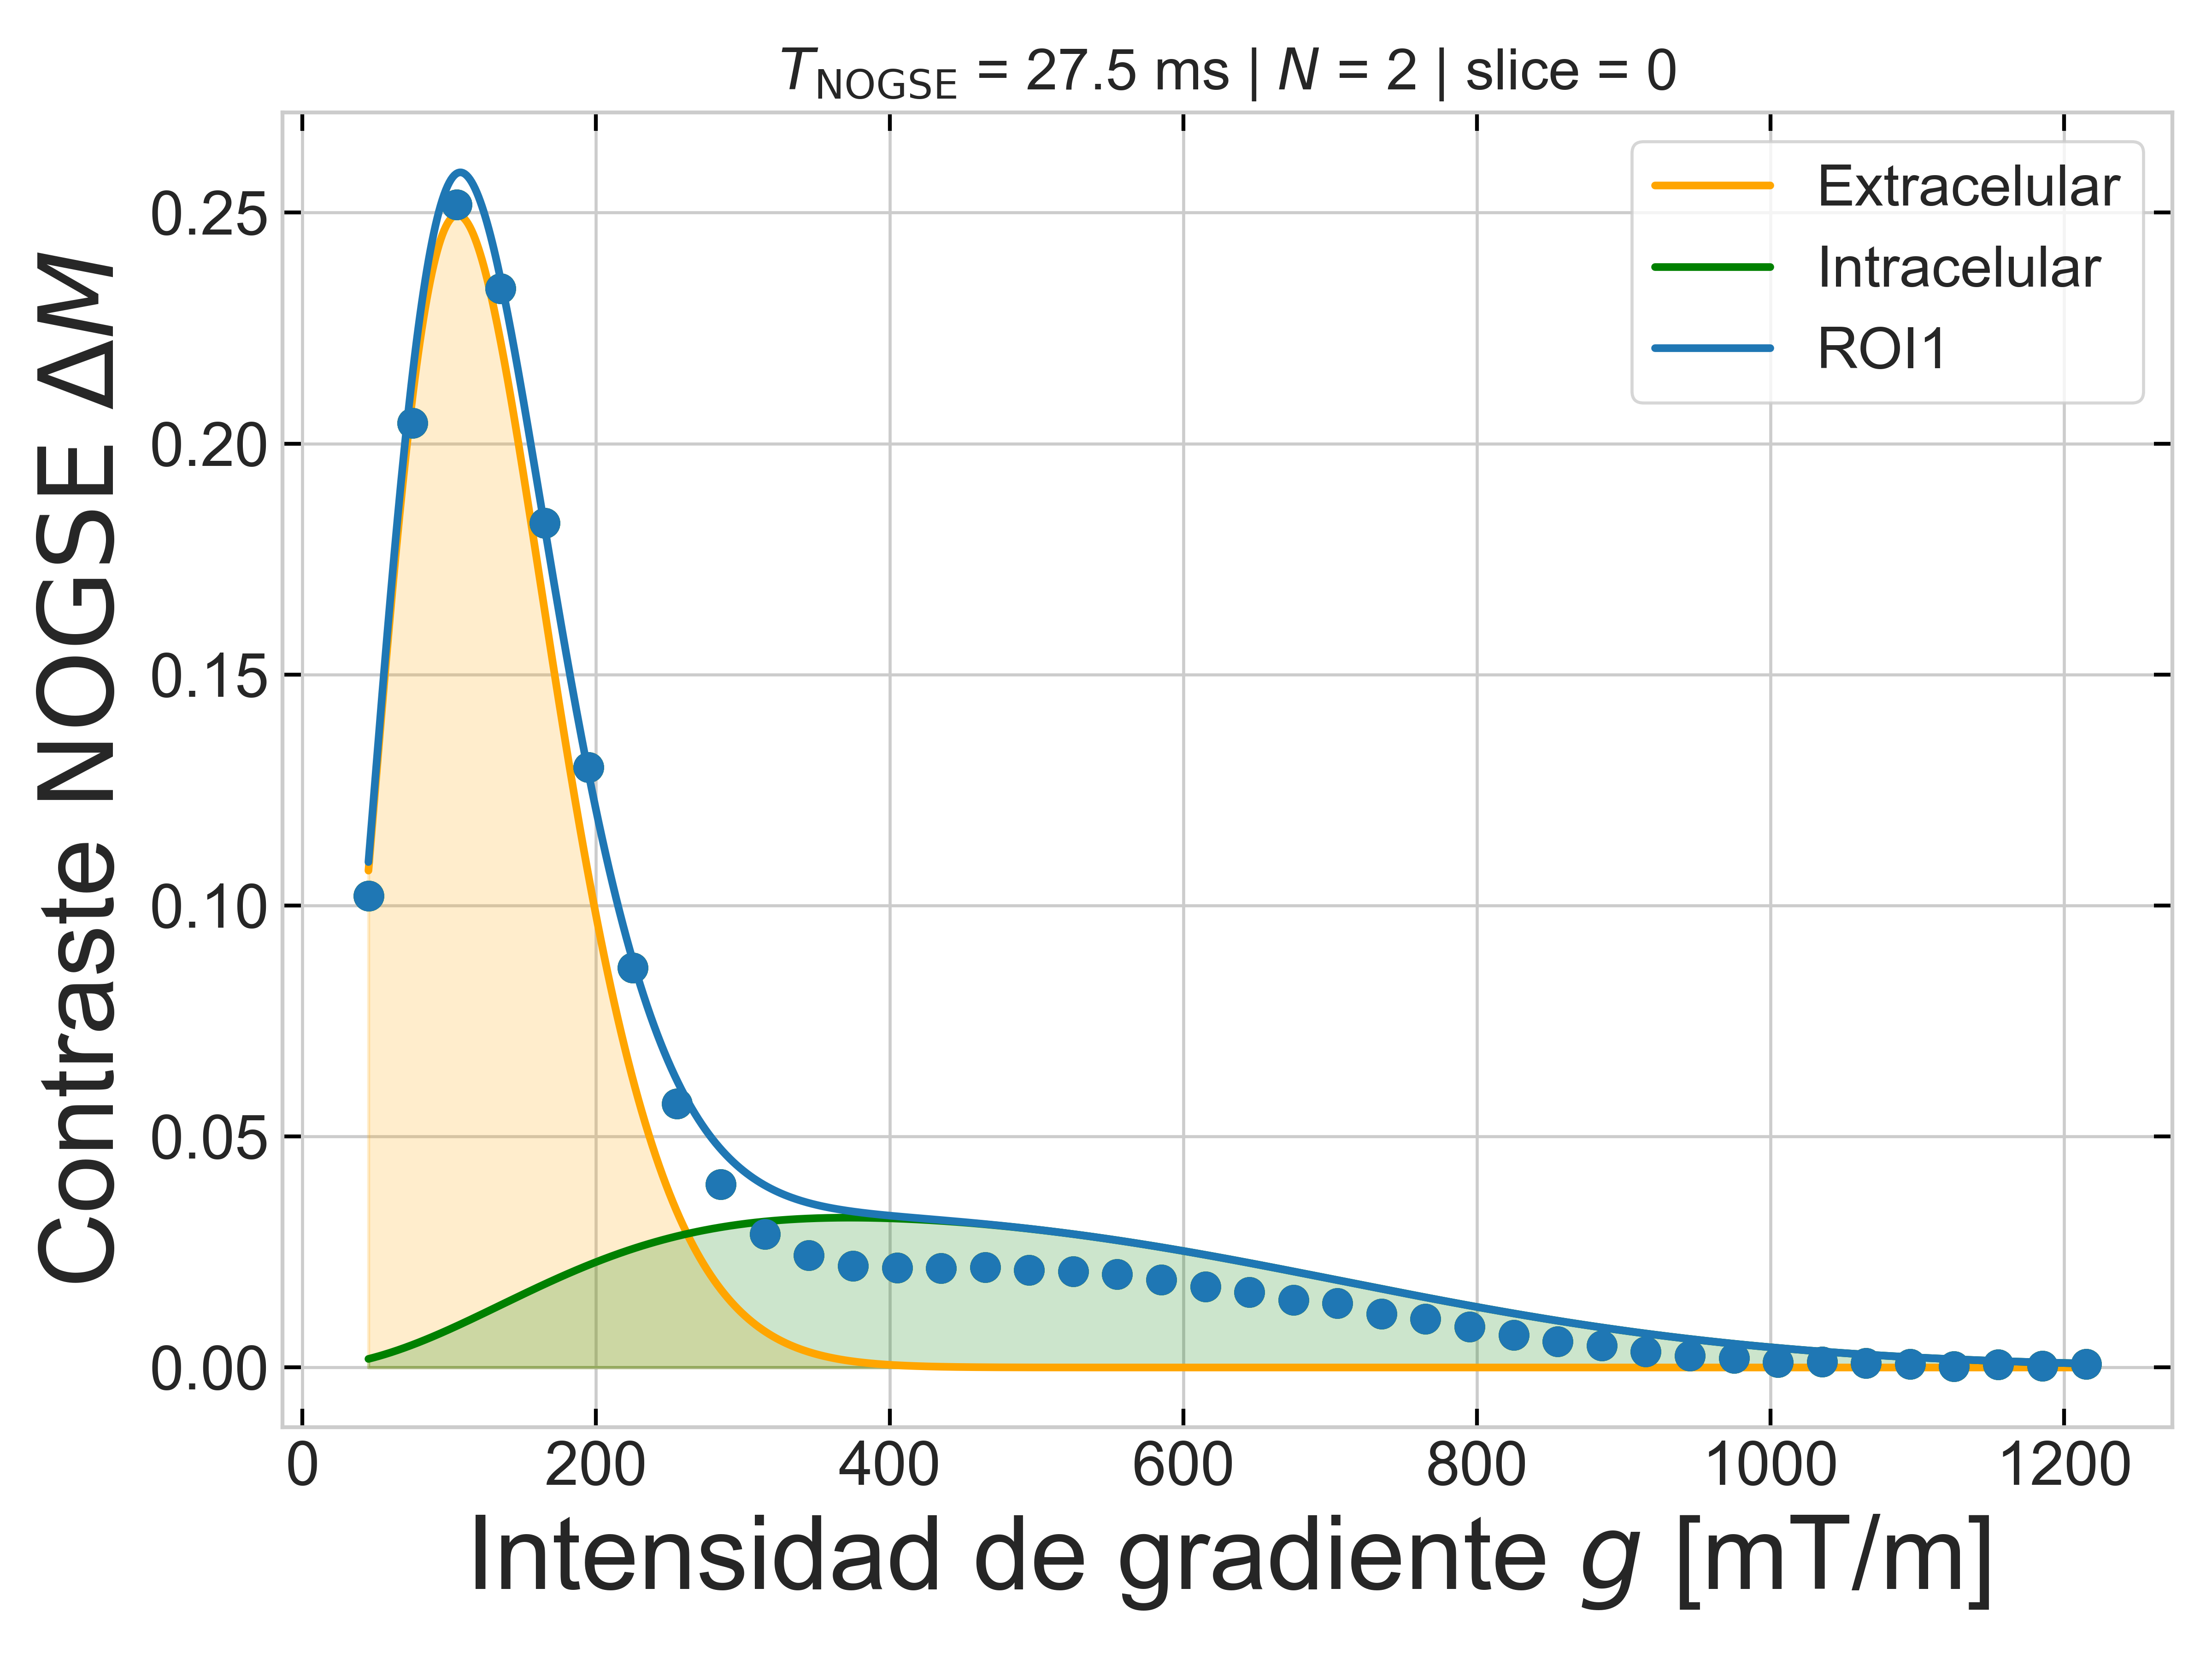 T_NOGSE = 27.5 ms | N = 2 | slice = 0
Contraste NOGSE ΔM
0.25
0.20
0.15
0.10
0.05
0.00
Extracelular
Intracelular
ROI1
0 200 400 600 800 1000 1200
Intensidad de gradiente g [mT/m]